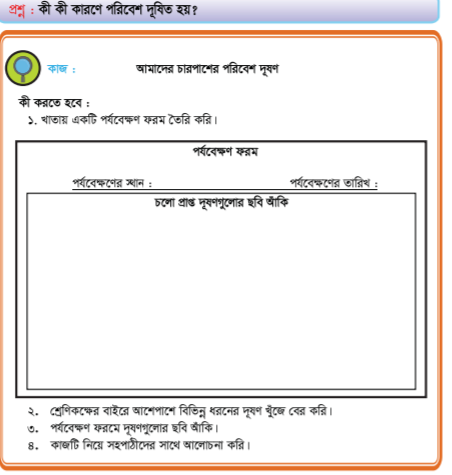 প্রশ্ন : কী কী কারণে পরিবেশ দূষিত হয়?
কাজ : আমাদের চারপাশের পরিবেশ দূষণ
কী করতে হবে :
১. খাতায় একটি পর্যবেক্ষণ ফরম তৈরি করি।
পর্যবেক্ষণ ফরম
পর্যবেক্ষণের স্থান : পর্যবেক্ষণের তারিখ :
চলো প্রাপ্ত দূষণগুলোর ছবি আঁকি
২. শ্রেণিকক্ষের বাইরে আশেপাশে বিভিন্ন ধরনের দূষণ খুঁজে বের করি।
৩. পর্যবেক্ষণ ফরমে দূষণগুলোর ছবি আঁকি।
৪. কাজটি নিয়ে সহপাঠীদের সাথে আলোচনা করি।